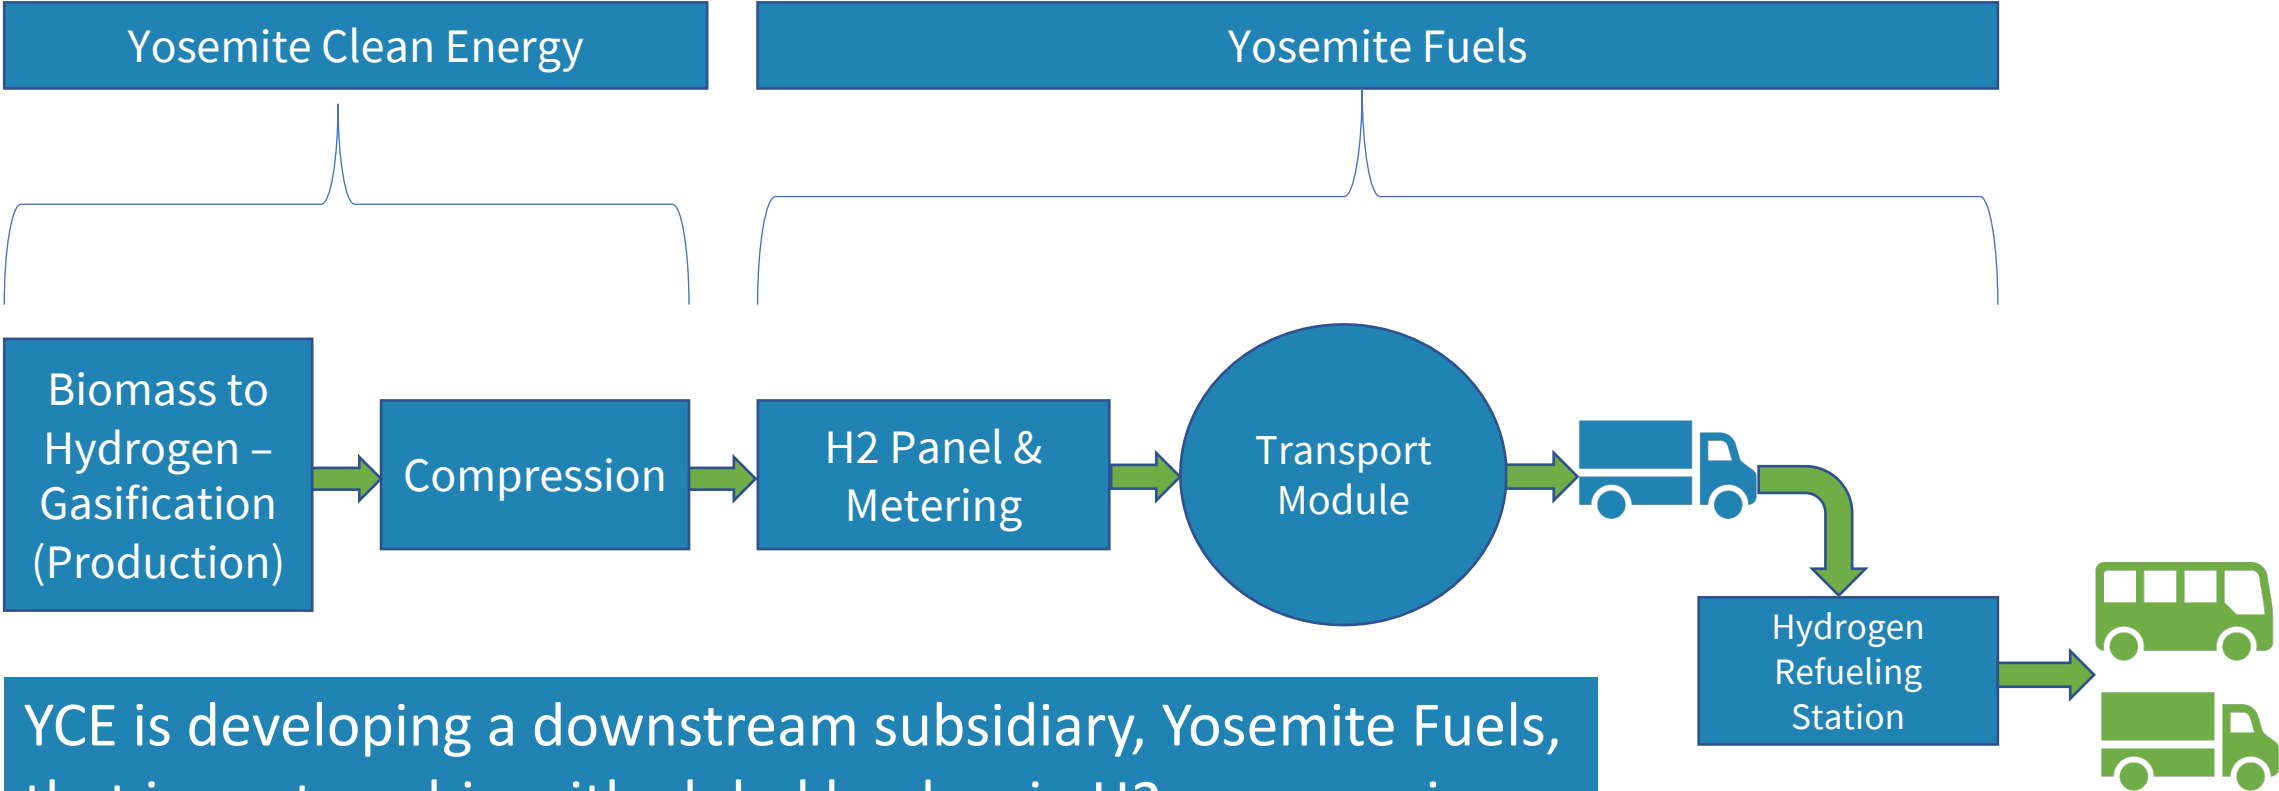 Yosemite Clean Energy
Yosemite Fuels
Biomass to
Hydrogen –
Gasification
(Production)
Compression
H2 Panel &
Metering
Transport
Module
Hydrogen
Refueling
Station
YCE is developing a downstream subsidiary, Yosemite Fuels,